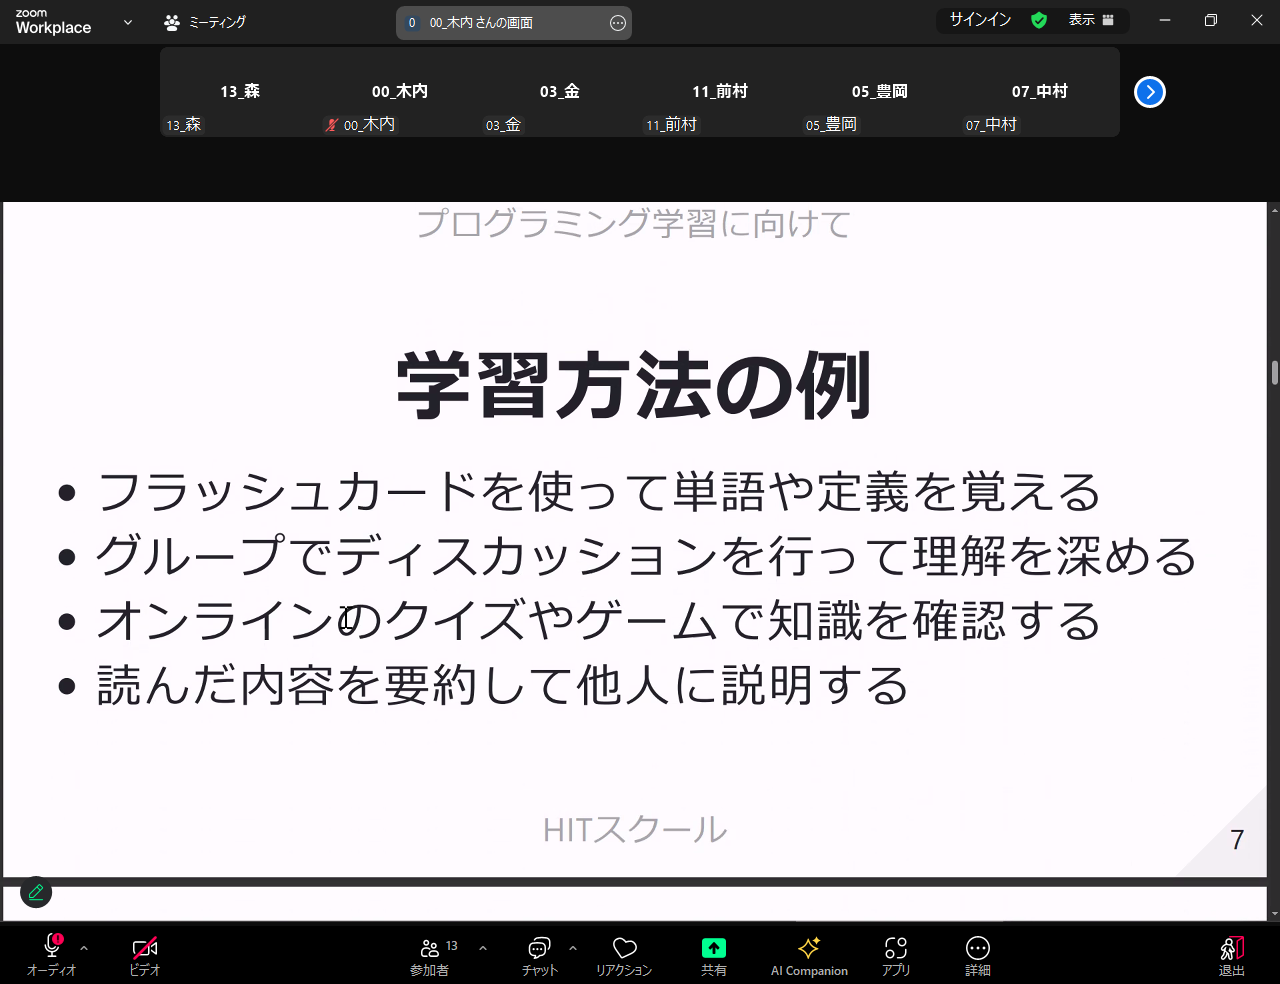 zoom
Workplace
ミーティング
0 00_木内 さんの画面
サインイン
表示
13_森
00_木内
03_金
11_前村
05_豊岡
07_中村
13_森
00_木内
03_金
11_前村
05_豊岡
07_中村
プログラミング学習に向けて
学習方法の例
• フラッシュカードを使って単語や定義を覚える
• グループでディスカッションを行って理解を深める
• オンラインのクイズやゲームで知識を確認する
• 読んだ内容を要約して他人に説明する
HITスクール
7
オーディオ
ビデオ
参加者
13
チャット
リアクション
共有
AI Companion
アプリ
詳細
退出